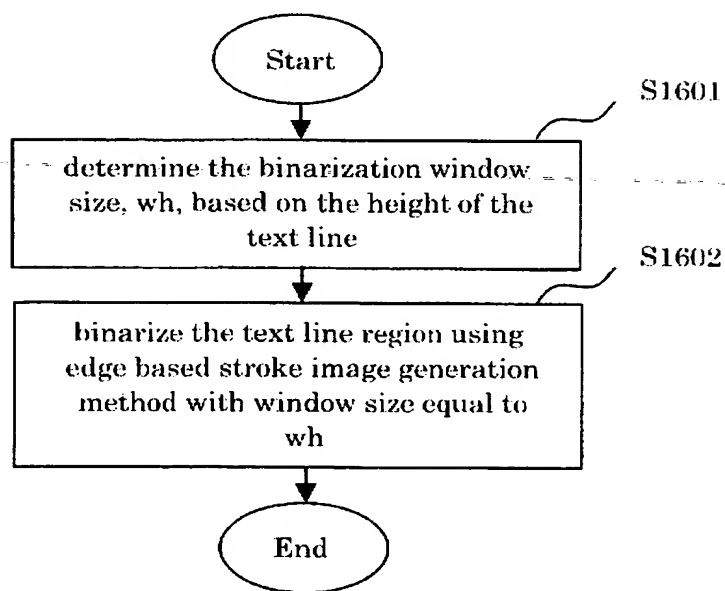 Start
S1601
determine the binarization window
size, wh, based on the height of the
text line
S1602
binarize the text line region using
edge based stroke image generation
method with window size equal to
wh
End